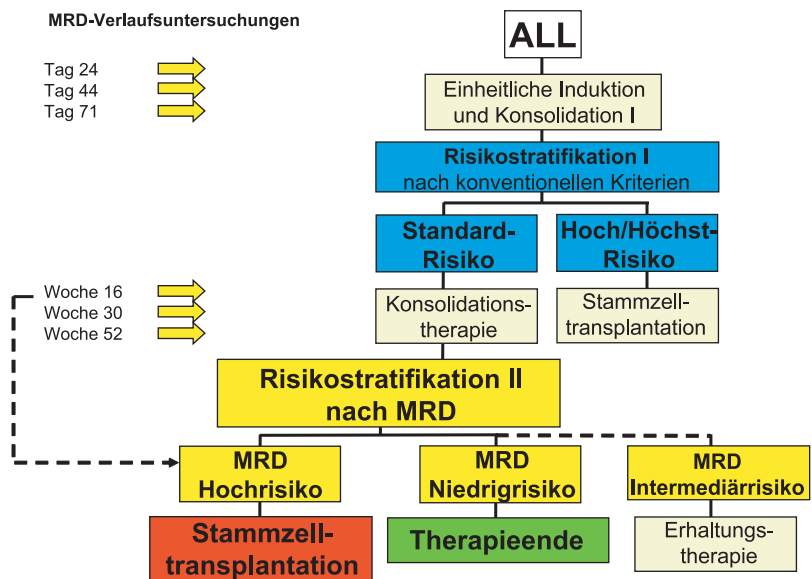 MRD-Verlaufsuntersuchungen
ALL
Tag 24
Tag 44
Tag 71
Einheitliche Induktion
und Konsolidation I
Risikostratifikation I
nach konventionellen Kriterien
Standard-
Risiko
Hoch/Höchst-
Risiko
Woche 16
Woche 30
Woche 52
Konsolidations-
therapie
Stammzell-
transplantation
Risikostratifikation II
nach MRD
MRD
Hochrisiko
MRD
Niedrigrisiko
MRD
Intermediärrisiko
Stammzell-
transplantation
Therapieende
Erhaltungs-
therapie